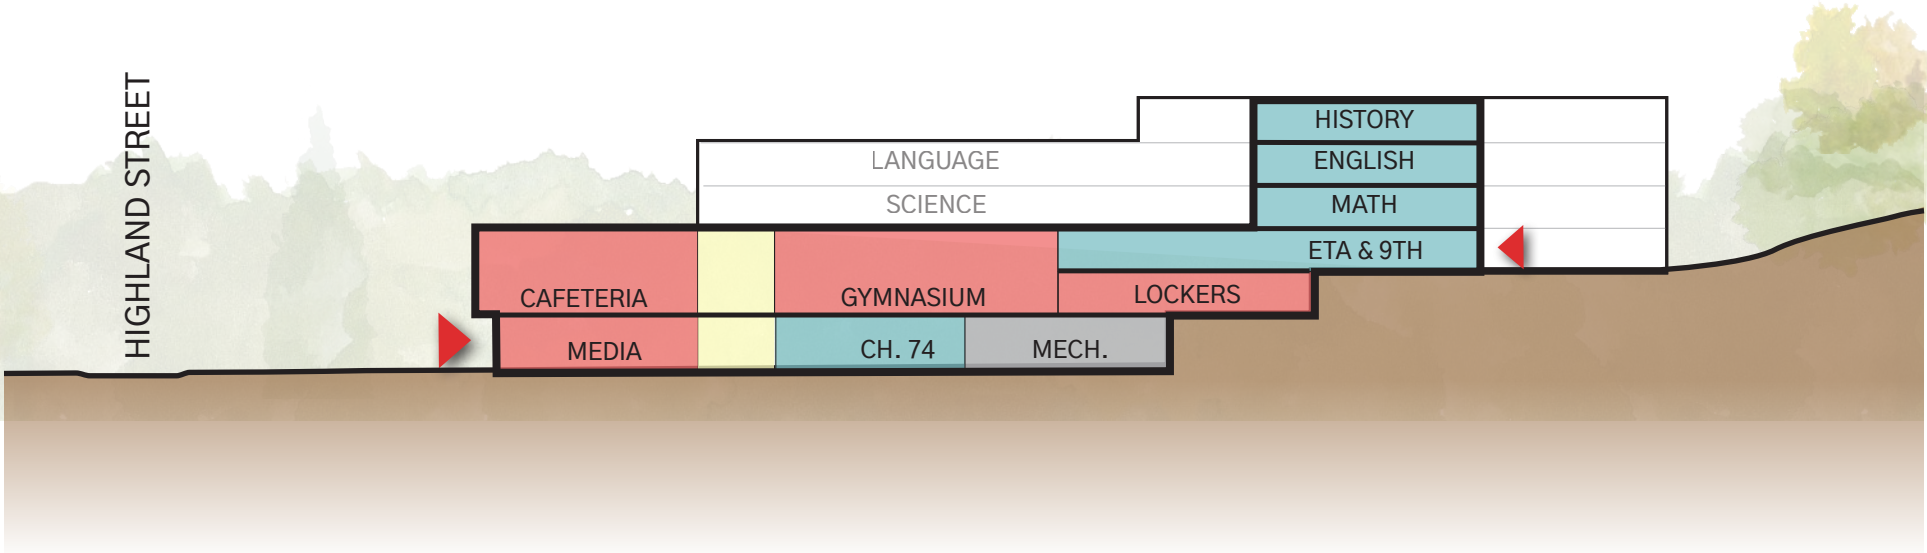 HIGHLAND STREET
HISTORY
LANGUAGE
ENGLISH
SCIENCE
MATH
ETA & 9TH
CAFETERIA
GYMNASIUM
LOCKERS
MEDIA
CH. 74
MECH.